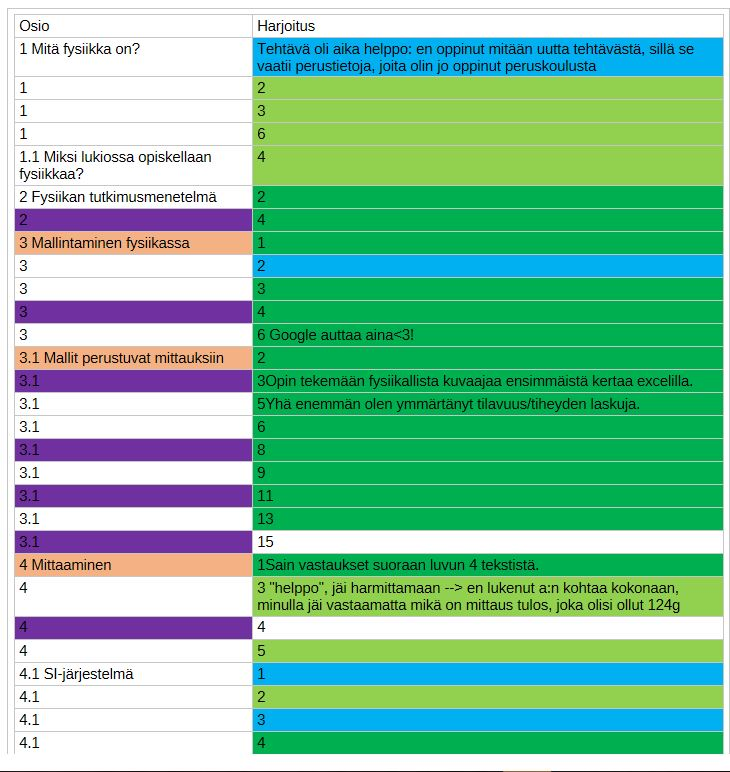 Osio Harjoitus
1 Mitä fysiikka on? Tehtävä oli aika helppo: en oppinut mitään uutta tehtävästä, sillä se
vaatii perustietoja, joita olin jo oppinut peruskoulusta
1 2
1 3
1 6
1.1 Miksi lukiossa opiskellaan 4
fysiikkaa?
2 Fysiikan tutkimusmenetelmä 2
2 4
3 Mallintaminen fysiikassa 1
3 2
3 3
3 4
3 6 Google auttaa aina<3!
3.1 Mallit perustuvat mittauksiin 2
3.1 3Opin tekemään fysiikallista kuvaajaa ensimmäistä kertaa excelilla.
3.1 5Yhä enemmän olen ymmärtänyt tilavuus/tiheyden laskuja.
3.1 6
3.1 8
3.1 9
3.1 11
3.1 13
3.1 15
4 Mittaaminen 1Sain vastaukset suoraan luvun 4 tekstistä.
4 3 "helppo", jäi harmittamaan --> en lukenut a:n kohtaa kokonaan,
minulla jäi vastaamatta mikä on mittaus tulos, joka olisi ollut 124g
4 4
4 5
4.1 SI-järjestelmä 1
4.1 2
4.1 3
4.1 4